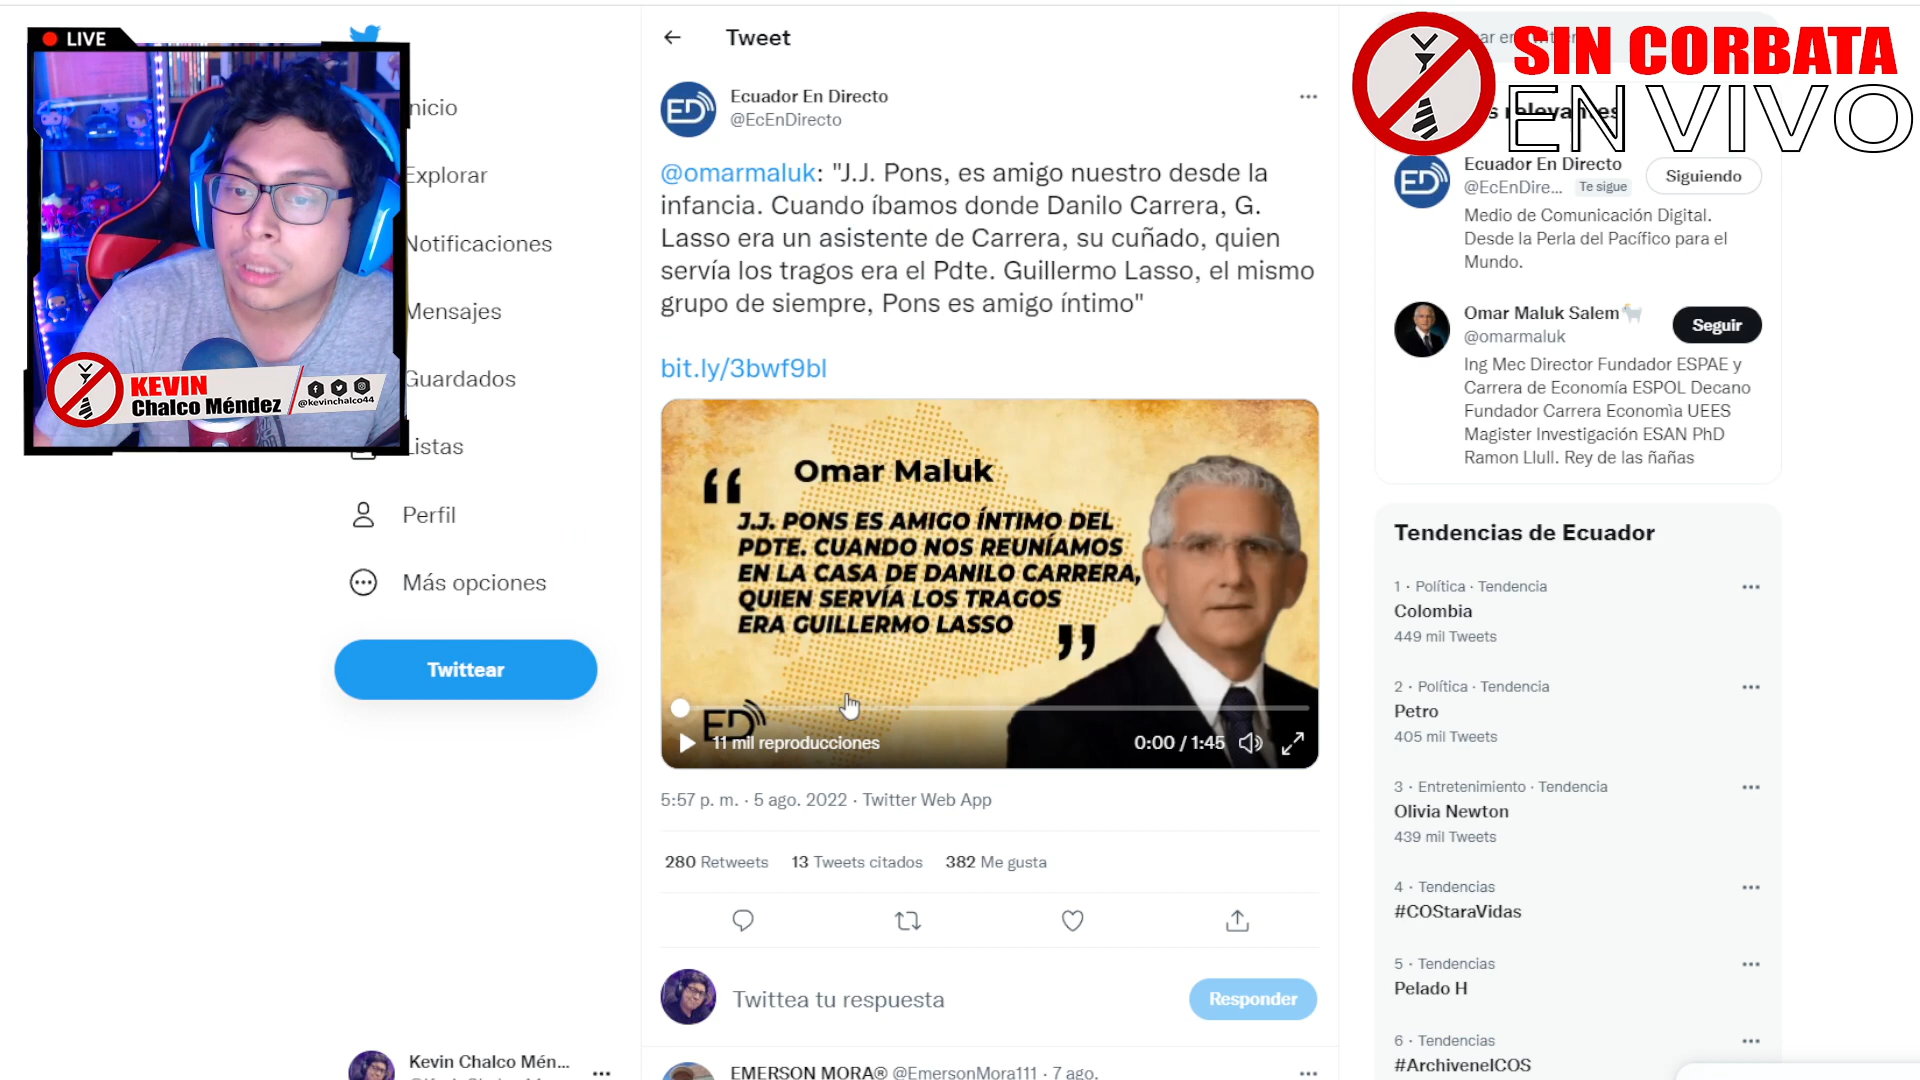 LIVE
KEVIN
Chalco Méndez
@kevinchalco44
SIN CORBATA
EN VIVO
Explorar
Notificaciones
Mensajes
Guardados
Listas
Perfil
Más opciones
Twittear
Kevin Chalco Mén...
Tweet
Ecuador En Directo
@EcEnDirecto
@omarmaluk: "J.J. Pons, es amigo nuestro desde la
infancia. Cuando íbamos donde Danilo Carrera, G.
Lasso era un asistente de Carrera, su cuñado, quien
servía los tragos era el Pdte. Guillermo Lasso, el mismo
grupo de siempre, Pons es amigo íntimo"
bit.ly/3bwf9bl
“ Omar Maluk
J.J. PONS ES AMIGO ÍNTIMO DEL
PDTE. CUANDO NOS REUNÍAMOS
EN LA CASA DE DANILO CARRERA,
QUIEN SERVÍA LOS TRAGOS
ERA GUILLERMO LASSO ”
ED
11 mil reproducciones
0:00 / 1:45
5:57 p. m. · 5 ago. 2022 · Twitter Web App
280 Retweets 13 Tweets citados 382 Me gusta
Twittea tu respuesta
Responder
EMERSON MORA® @EmersonMora111 · 7 ago.
relevantes
ED
Ecuador En Directo
@EcEnDire... Te sigue
Siguiendo
Medio de Comunicación Digital.
Desde la Perla del Pacífico para el
Mundo.
Omar Maluk Salem
@omarmaluk
Seguir
Ing Mec Director Fundador ESPAE y
Carrera de Economía ESPOL Decano
Fundador Carrera Economìa UEES
Magister Investigación ESAN PhD
Ramon Llull. Rey de las ñañas
Tendencias de Ecuador
1 · Política · Tendencia
Colombia
449 mil Tweets
2 · Política · Tendencia
Petro
405 mil Tweets
3 · Entretenimiento · Tendencia
Olivia Newton
439 mil Tweets
4 · Tendencias
#COStaraVidas
5 · Tendencias
Pelado H
6 · Tendencias
#ArchivenelCOS